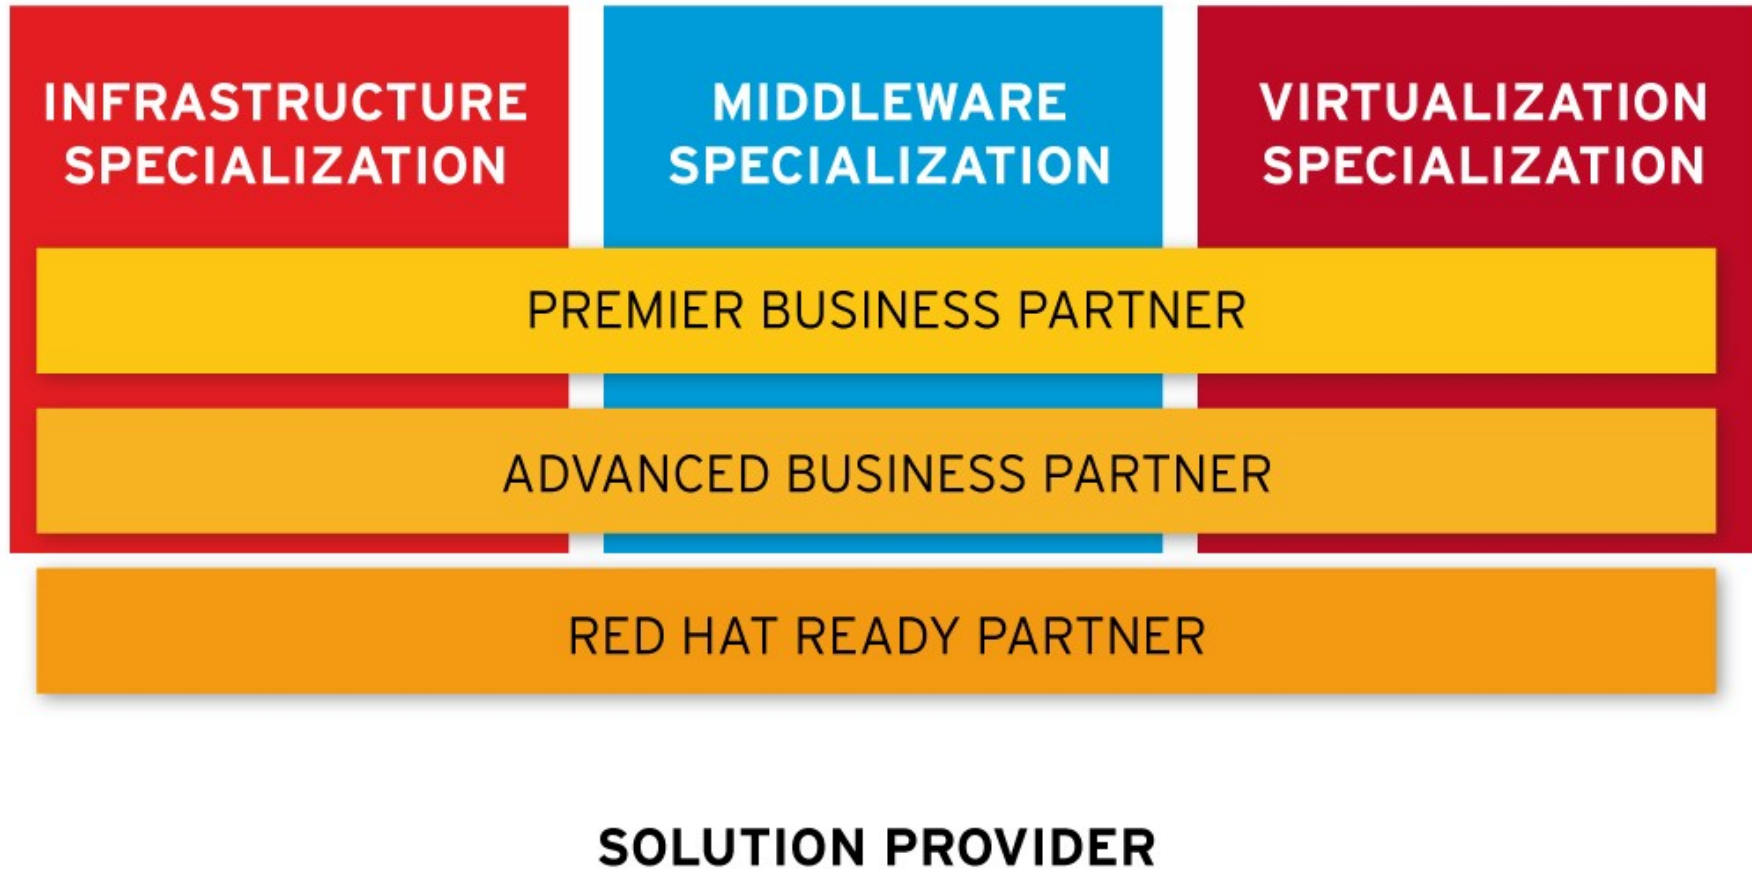 INFRASTRUCTURE
SPECIALIZATION
MIDDLEWARE
SPECIALIZATION
VIRTUALIZATION
SPECIALIZATION
PREMIER BUSINESS PARTNER
ADVANCED BUSINESS PARTNER
RED HAT READY PARTNER
SOLUTION PROVIDER